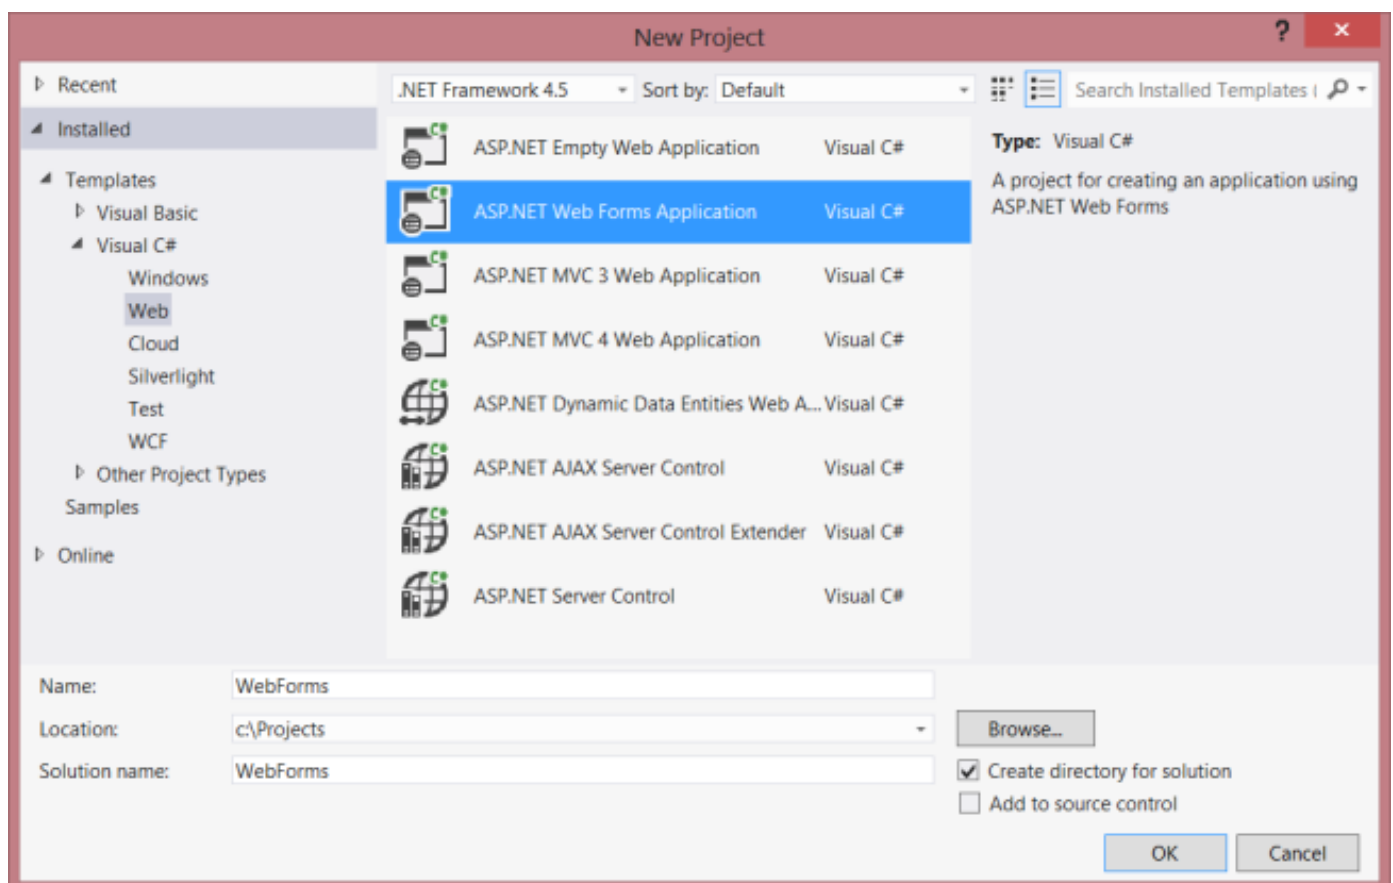 New Project
?
Recent
.NET Framework 4.5 Sort by: Default
Search Installed Templates (
Installed
Templates
Visual Basic
Visual C#
Windows
Web
Cloud
Silverlight
Test
WCF
Other Project Types
Samples
Online
ASP.NET Empty Web Application Visual C#
ASP.NET Web Forms Application Visual C#
ASP.NET MVC 3 Web Application Visual C#
ASP.NET MVC 4 Web Application Visual C#
ASP.NET Dynamic Data Entities Web A... Visual C#
ASP.NET AJAX Server Control Visual C#
ASP.NET AJAX Server Control Extender Visual C#
ASP.NET Server Control Visual C#
Type: Visual C#
A project for creating an application using
ASP.NET Web Forms
Name: WebForms
Location: c:\Projects
Browse...
Solution name: WebForms
Create directory for solution
Add to source control
OK Cancel